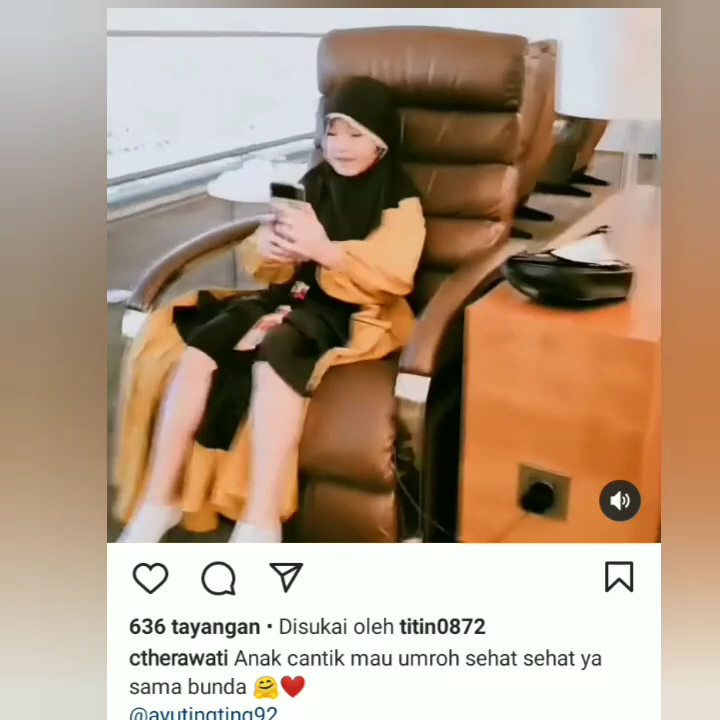 636 tayangan • Disukai oleh titin0872
ctherawati Anak cantik mau umroh sehat sehat ya
sama bunda 🤗❤️
@ayutingting92